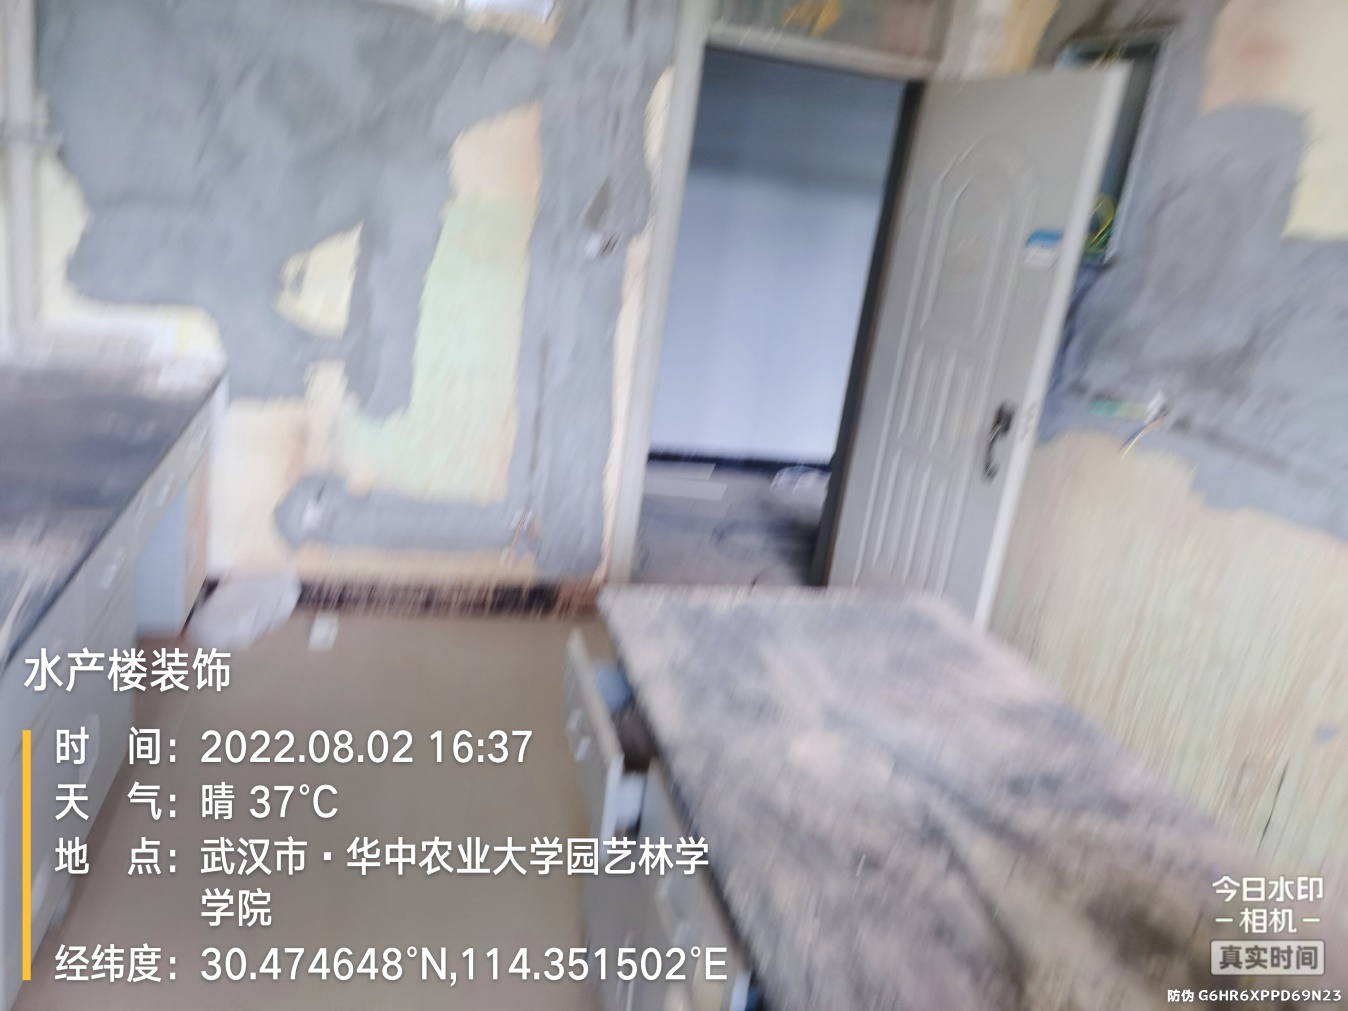 水产楼装饰
时 间：2022.08.02 16:37
天 气：晴 37°C
地 点：武汉市·华中农业大学园艺林学
学院
经纬度：30.474648°N,114.351502°E
今日水印
－相机－
真实时间
防伪 G6HR6XPPD69N23